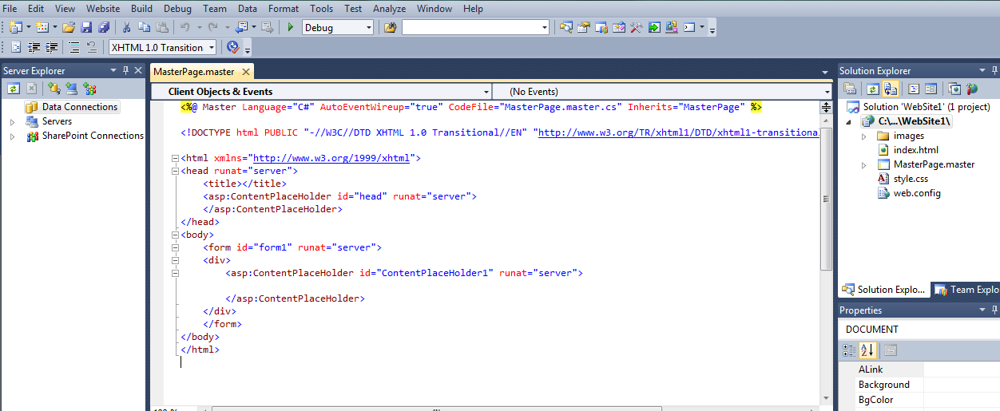 File Edit View Website Build Debug Team Data Format Tools Test Analyze Window Help
Debug
XHTML 1.0 Transition
Server Explorer
Data Connections
Servers
SharePoint Connections
MasterPage.master
Client Objects & Events
(No Events)
<%@ Master Language="C#" AutoEventWireup="true" CodeFile="MasterPage.master.cs" Inherits="MasterPage" %>
<!DOCTYPE html PUBLIC "-//W3C//DTD XHTML 1.0 Transitional//EN" "http://www.w3.org/TR/xhtml1/DTD/xhtml1-transitional
<html xmlns="http://www.w3.org/1999/xhtml">
<head runat="server">
<title></title>
<asp:ContentPlaceHolder id="head" runat="server">
</asp:ContentPlaceHolder>
</head>
<body>
<form id="form1" runat="server">
<div>
<asp:ContentPlaceHolder id="ContentPlaceHolder1" runat="server">
</asp:ContentPlaceHolder>
</div>
</form>
</body>
</html>
Solution Explorer
Solution 'WebSite1' (1 project)
C:\...\WebSite1\
images
index.html
MasterPage.master
style.css
web.config
Solution Explo...
Team Explo
Properties
DOCUMENT
ALink
Background
BgColor